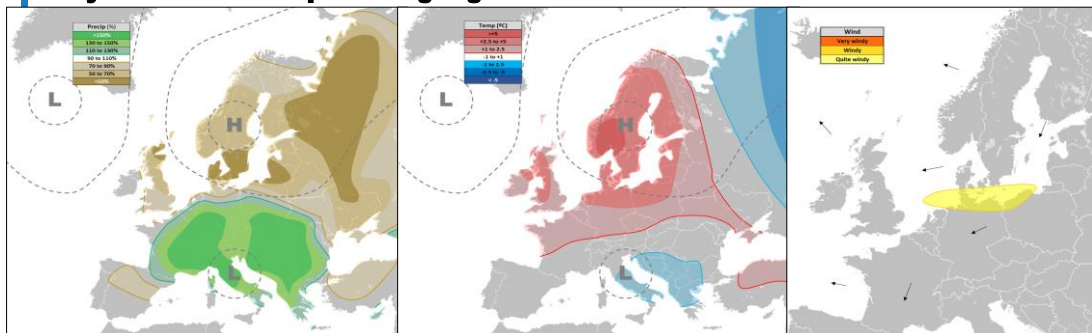 Precip (%)
>150%
130 to 150%
110 to 130%
90 to 110%
70 to 90%
50 to 70%
<50%
L
H
L
Temp (ºC)
>+5
+2.5 to +5
+1 to 2.5
-1 to +1
-1 to 2.5
-2.5 to -5
< -5
L
H
L
Wind
Very windy
Windy
Quite windy